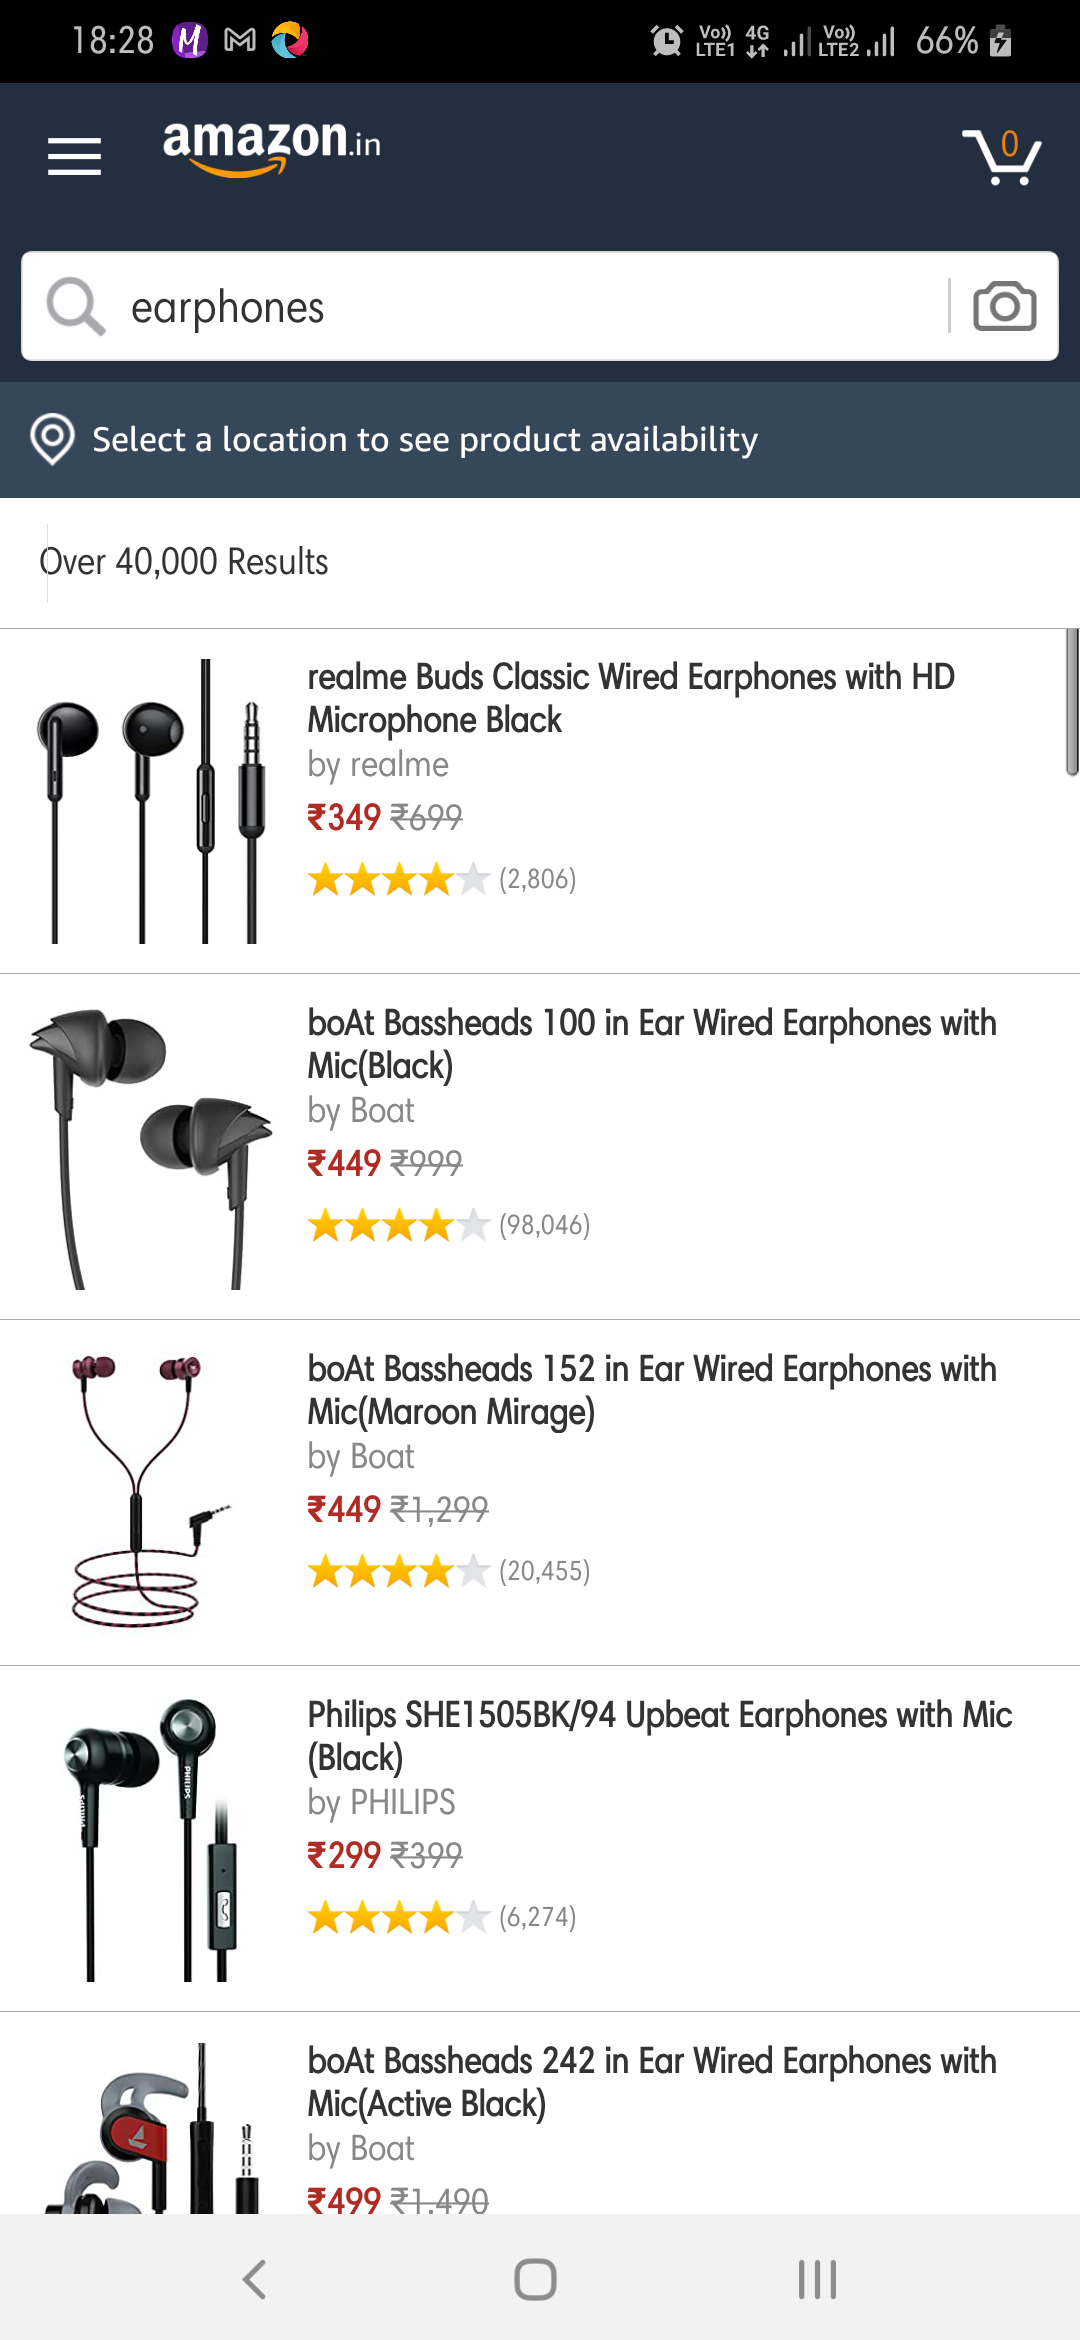 18:28 M M Vo)) LTE1 4G Vo)) LTE2 66%
amazon.in
0
earphones
Select a location to see product availability
Over 40,000 Results
realme Buds Classic Wired Earphones with HD
Microphone Black
by realme
₹349 ₹699
(2,806)
boAt Bassheads 100 in Ear Wired Earphones with
Mic(Black)
by Boat
₹449 ₹999
(98,046)
boAt Bassheads 152 in Ear Wired Earphones with
Mic(Maroon Mirage)
by Boat
₹449 ₹1,299
(20,455)
PHILIPS
PHILIPS
Philips SHE1505BK/94 Upbeat Earphones with Mic
(Black)
by PHILIPS
₹299 ₹399
(6,274)
boAt Bassheads 242 in Ear Wired Earphones with
Mic(Active Black)
by Boat
₹499 ₹1,490